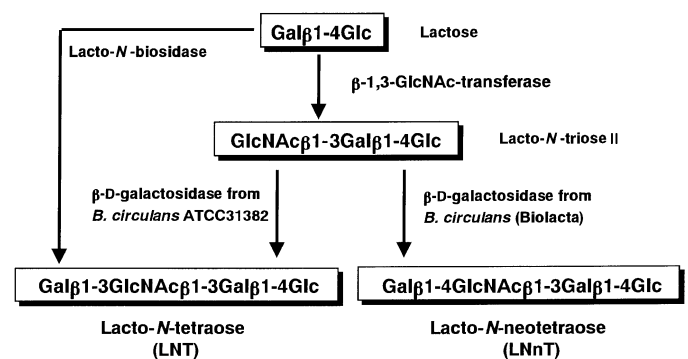 Galβ1-4Glc
Lactose
Lacto-N-biosidase
β-1,3-GlcNAc-transferase
GlcNAcβ1-3Galβ1-4Glc
Lacto-N-triose II
β-D-galactosidase from
B. circulans ATCC31382
β-D-galactosidase from
B. circulans (Biolacta)
Galβ1-3GlcNAcβ1-3Galβ1-4Glc
Galβ1-4GlcNAcβ1-3Galβ1-4Glc
Lacto-N-tetraose
(LNT)
Lacto-N-neotetraose
(LNnT)